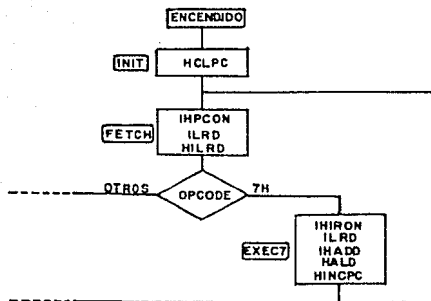 ENCENDIDO
INIT
HCLPC
FETCH
IHPCON
ILRD
HILRD
OTROS
OPCODE
7H
EXEC7
IHIRON
ILRD
IHADD
HALD
HINCPC